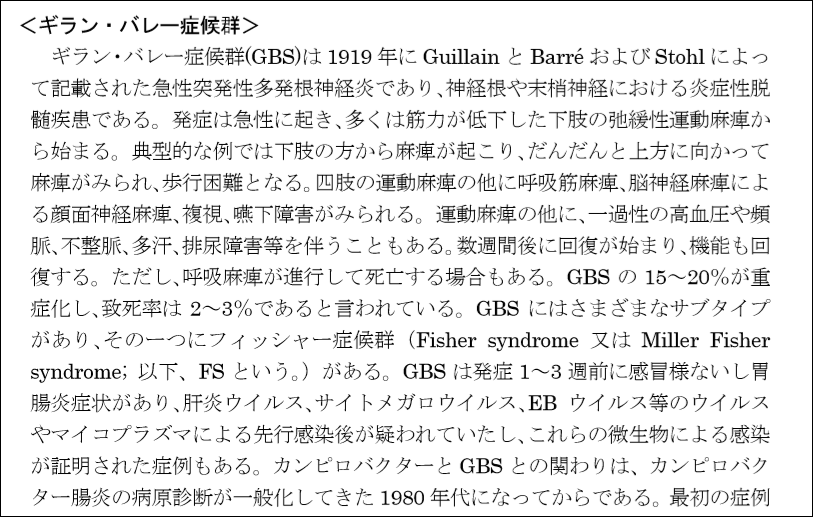 ＜ギラン・バレー症候群＞
ギラン・バレー症候群(GBS)は 1919 年に Guillain と Barré および Stohl によっ
て記載された急性突発性多発根神経炎であり、神経根や末梢神経における炎症性脱
髄疾患である。発症は急性に起き、多くは筋力が低下した下肢の弛緩性運動麻痺か
ら始まる。典型的な例では下肢の方から麻痺が起こり、だんだんと上方に向かって
麻痺がみられ、歩行困難となる。四肢の運動麻痺の他に呼吸筋麻痺、脳神経麻痺によ
る顔面神経麻痺、複視、嚥下障害がみられる。運動麻痺の他に、一過性の高血圧や頻
脈、不整脈、多汗、排尿障害等を伴うこともある。数週間後に回復が始まり、機能も回
復する。ただし、呼吸麻痺が進行して死亡する場合もある。GBS の 15～20%が重
症化し、致死率は 2～3%であると言われている。GBS にはさまざまなサブタイプ
があり、その一つにフィッシャー症候群（Fisher syndrome 又は Miller Fisher
syndrome; 以下、FS という。）がある。GBS は発症 1～3 週前に感冒様ないし胃
腸炎症状があり、肝炎ウイルス、サイトメガロウイルス、EB ウイルス等のウイルス
やマイコプラズマによる先行感染後が疑われていたし、これらの微生物による感染
が証明された症例もある。カンピロバクターと GBS との関わりは、カンピロバク
ター腸炎の病原診断が一般化してきた 1980 年代になってからである。最初の症例